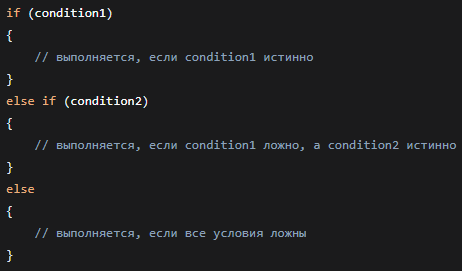 if (condition1)
{
// выполняется, если condition1 истинно
}
else if (condition2)
{
// выполняется, если condition1 ложно, а condition2 истинно
}
else
{
// выполняется, если все условия ложны
}